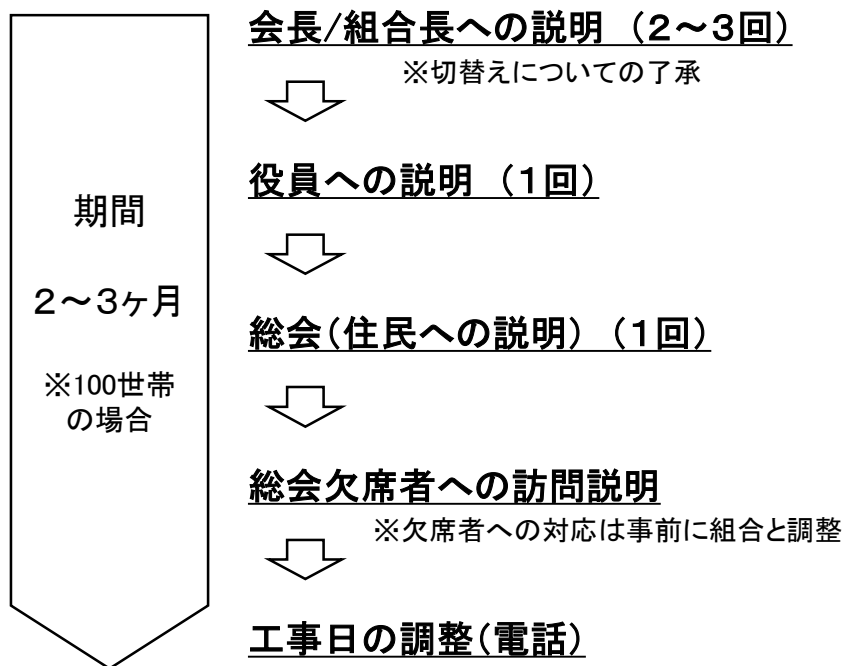 会長/組合長への説明 （２～３回）
※切替えについての了承
役員への説明 （１回）
期間
２～３ヶ月
※100世帯
の場合
総会（住民への説明） （１回）
総会欠席者への訪問説明
※欠席者への対応は事前に組合と調整
工事日の調整（電話）